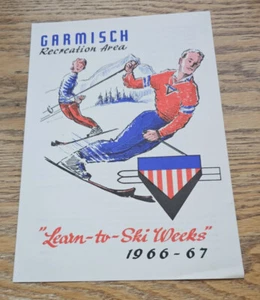 GARMISCH
Recreation Area
"Learn-to-Ski Weeks"
1966-67